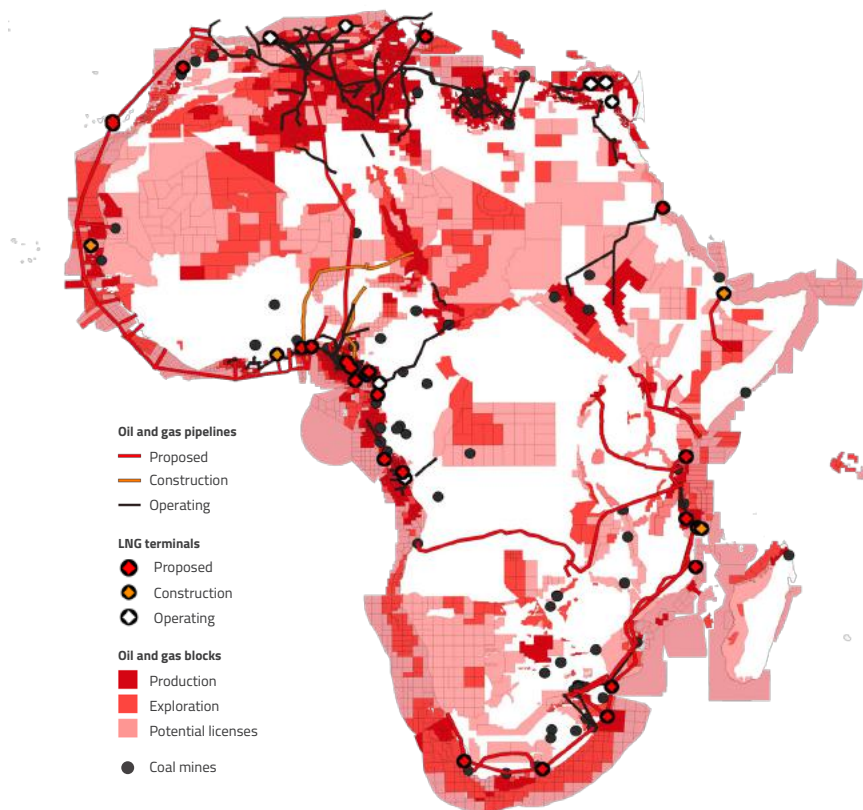 Oil and gas pipelines
Proposed
Construction
Operating
LNG terminals
Proposed
Construction
Operating
Oil and gas blocks
Production
Exploration
Potential licenses
Coal mines